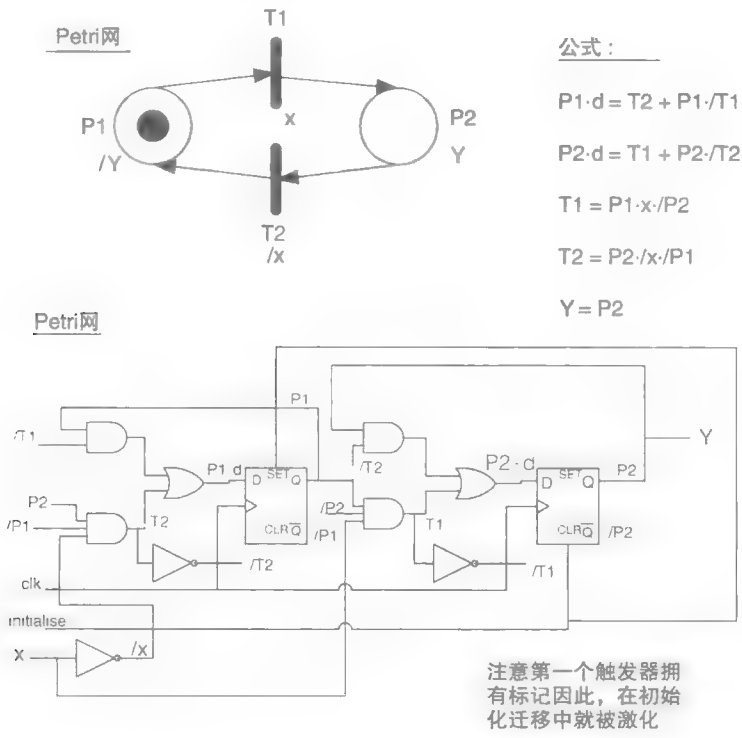 Petri网
T1
P1
/Y
x
P2
Y
T2
/x
公式：
P1·d = T2 + P1·/T1
P2·d = T1 + P2·/T2
T1 = P1·x·/P2
T2 = P2·/x·/P1
Y = P2
Petri网
P1
/T1
P1 d
D SET Q
CLR Q̅
/P1
P2
/P1
T2
/T2
clk
initialise
x
/x
/T2
/P2
T1
/T1
P2·d
D SET Q
CLR Q̅
P2
/P2
Y
注意第一个触发器拥
有标记因此，在初始
化迁移中就被激化